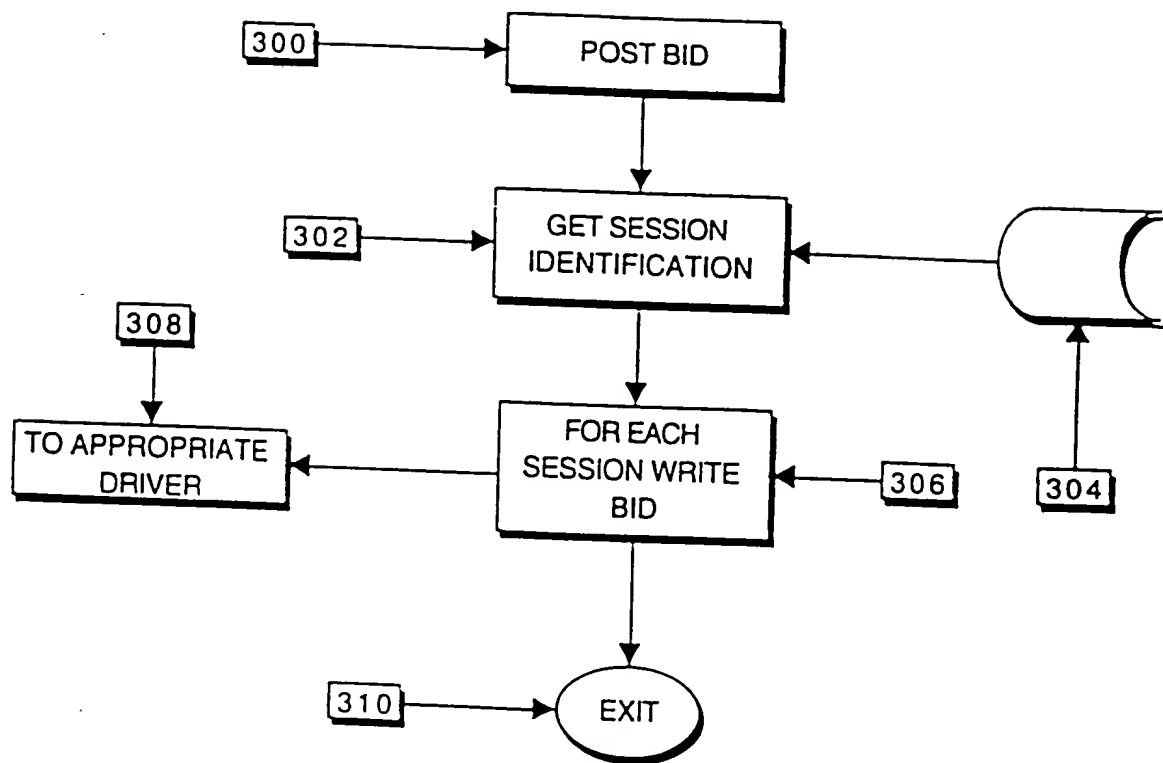 300
POST BID
302
GET SESSION
IDENTIFICATION
308
TO APPROPRIATE
DRIVER
FOR EACH
SESSION WRITE
BID
306
304
310
EXIT